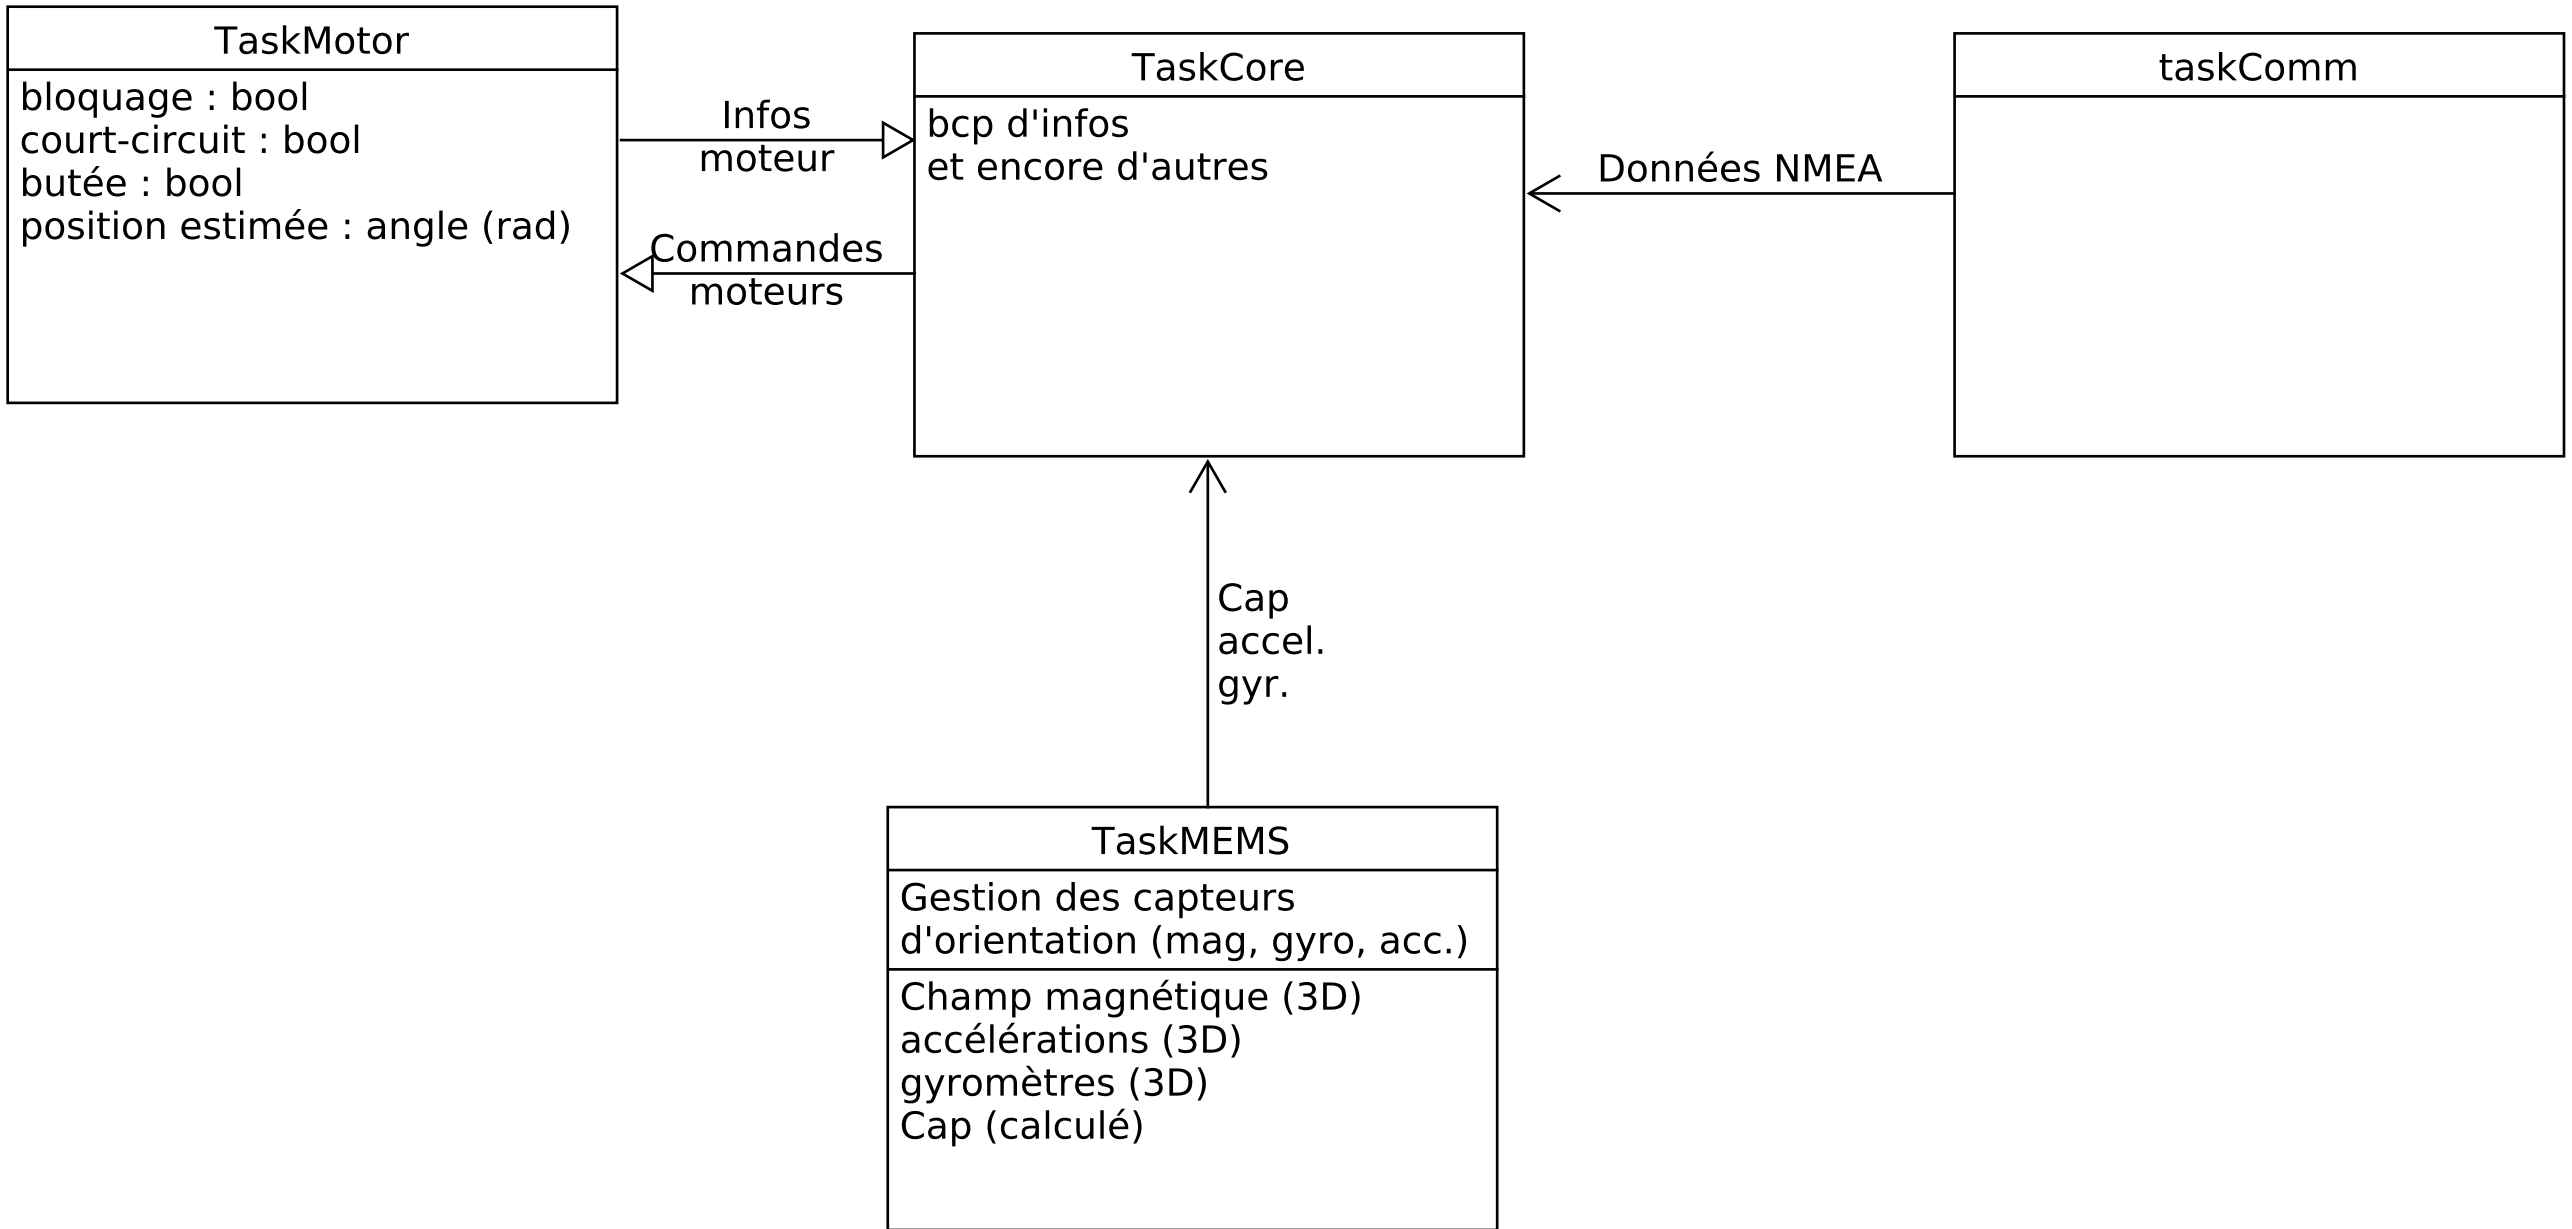 TaskMotor
bloquage : bool
court-circuit : bool
butée : bool
position estimée : angle (rad)
Infos
moteur
Commandes
moteurs
TaskCore
bcp d'infos
et encore d'autres
Données NMEA
taskComm
Cap
accel.
gyr.
TaskMEMS
Gestion des capteurs
d'orientation (mag, gyro, acc.)
Champ magnétique (3D)
accélérations (3D)
gyromètres (3D)
Cap (calculé)